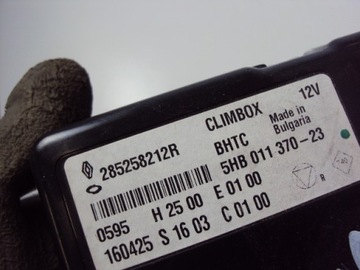 CLIMBOX 12V
285258212R BHTC Made in Bulgaria
5HB 011 370-23
0595 H 25 00 E 01 00
160425 S 16 03 C 01 00
R